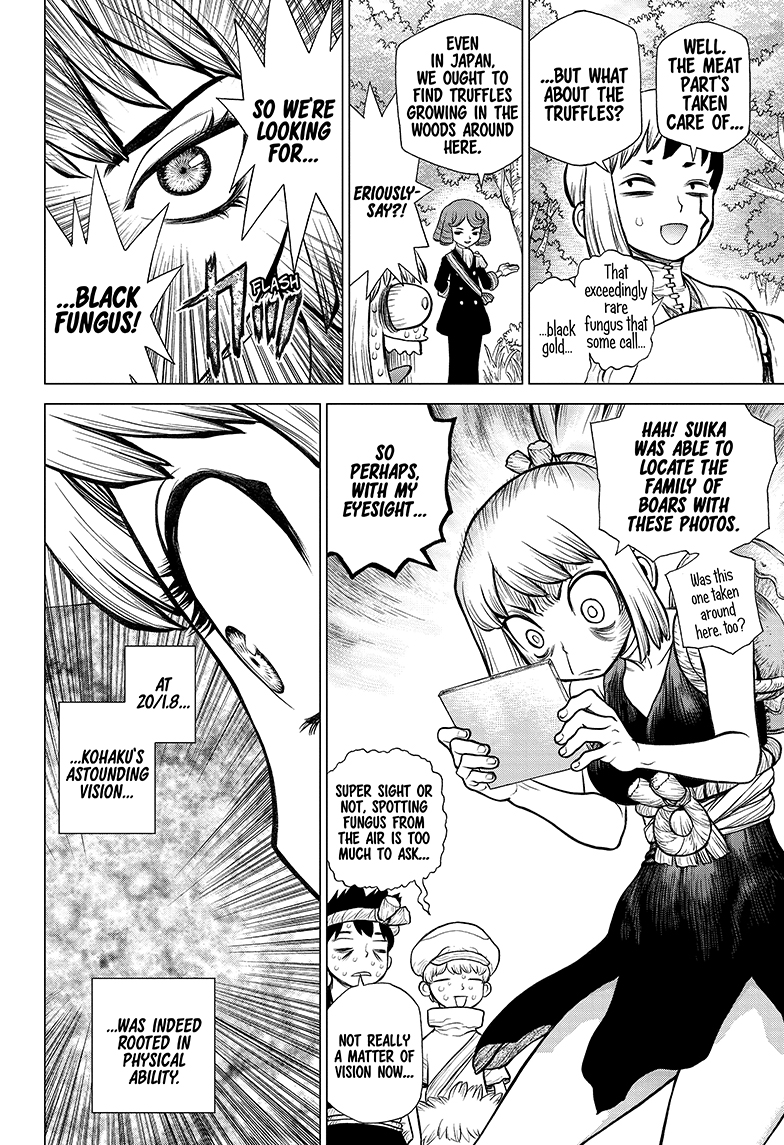 WELL.
THE MEAT
PART'S
TAKEN
CARE OF...
...BUT WHAT
ABOUT THE
TRUFFLES?
That
exceedingly
rare
fungus that
some call...
...black
gold...
EVEN
IN JAPAN,
WE OUGHT TO
FIND TRUFFLES
GROWING IN THE
WOODS AROUND
HERE.
ERIOUSLY-
SAY?!
SO WE'RE
LOOKING
FOR...
...BLACK
FUNGUS!
FLASH
HAH! SUIKA
WAS ABLE TO
LOCATE THE
FAMILY OF
BOARS WITH
THESE PHOTOS.
Was this
one taken
around
here, too?
SO
PERHAPS,
WITH MY
EYESIGHT...
SUPER SIGHT OR
NOT, SPOTTING
FUNGUS FROM
THE AIR IS TOO
MUCH TO ASK...
NOT REALLY
A MATTER OF
VISION NOW...
AT
20/1.8...
...KOHAKU'S
ASTOUNDING
VISION...
...WAS INDEED
ROOTED IN
PHYSICAL
ABILITY.